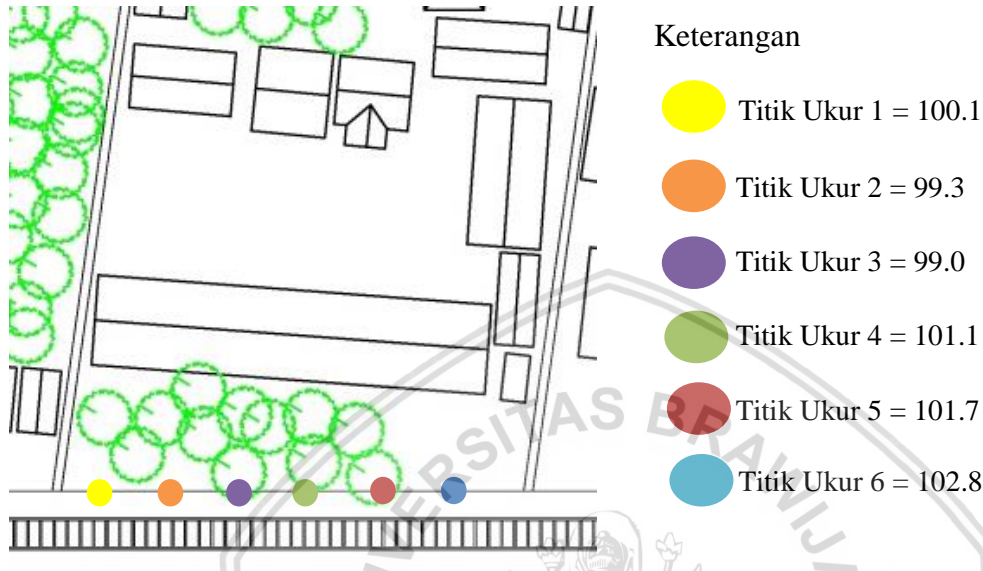 Keterangan
Titik Ukur 1 = 100.1
Titik Ukur 2 = 99.3
Titik Ukur 3 = 99.0
Titik Ukur 4 = 101.1
Titik Ukur 5 = 101.7
Titik Ukur 6 = 102.8